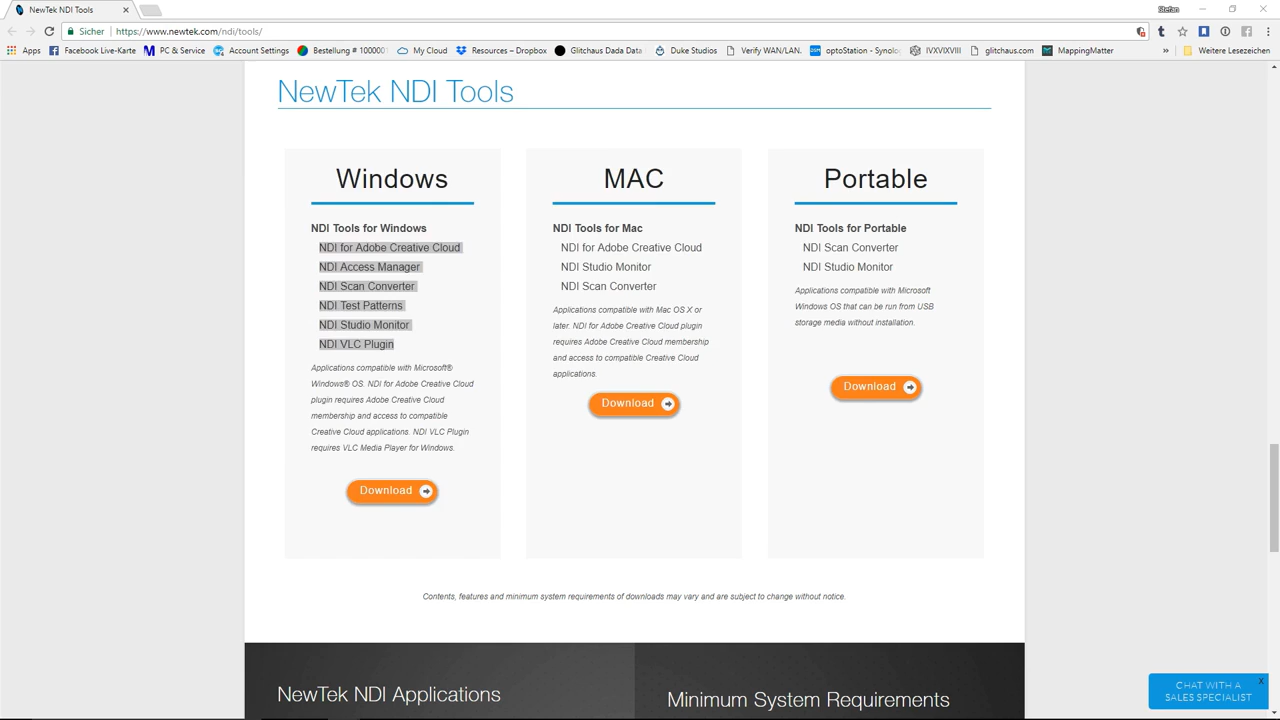 NewTek NDI Tools
Stefan
Sicher
https://www.newtek.com/ndi/tools/
Apps
Facebook Live-Karte
PC & Service
Account Settings
Bestellung # 100001
My Cloud
Resources – Dropbox
Glitchaus Dada Data
Duke Studios
Verify WAN/LAN.
optoStation - Synolog
IVXVIXVIII
glitchaus.com
MappingMatter
»
Weitere Lesezeichen
NewTek NDI Tools
Windows
NDI Tools for Windows
NDI for Adobe Creative Cloud
NDI Access Manager
NDI Scan Converter
NDI Test Patterns
NDI Studio Monitor
NDI VLC Plugin
Applications compatible with Microsoft®
Windows® OS. NDI for Adobe Creative Cloud
plugin requires Adobe Creative Cloud
membership and access to compatible
Creative Cloud applications. NDI VLC Plugin
requires VLC Media Player for Windows.
Download
MAC
NDI Tools for Mac
NDI for Adobe Creative Cloud
NDI Studio Monitor
NDI Scan Converter
Applications compatible with Mac OS X or
later. NDI for Adobe Creative Cloud plugin
requires Adobe Creative Cloud membership
and access to compatible Creative Cloud
applications.
Download
Portable
NDI Tools for Portable
NDI Scan Converter
NDI Studio Monitor
Applications compatible with Microsoft
Windows OS that can be run from USB
storage media without installation.
Download
Contents, features and minimum system requirements of downloads may vary and are subject to change without notice.
NewTek NDI Applications
Minimum System Requirements
CHAT WITH A
SALES SPECIALIST
X